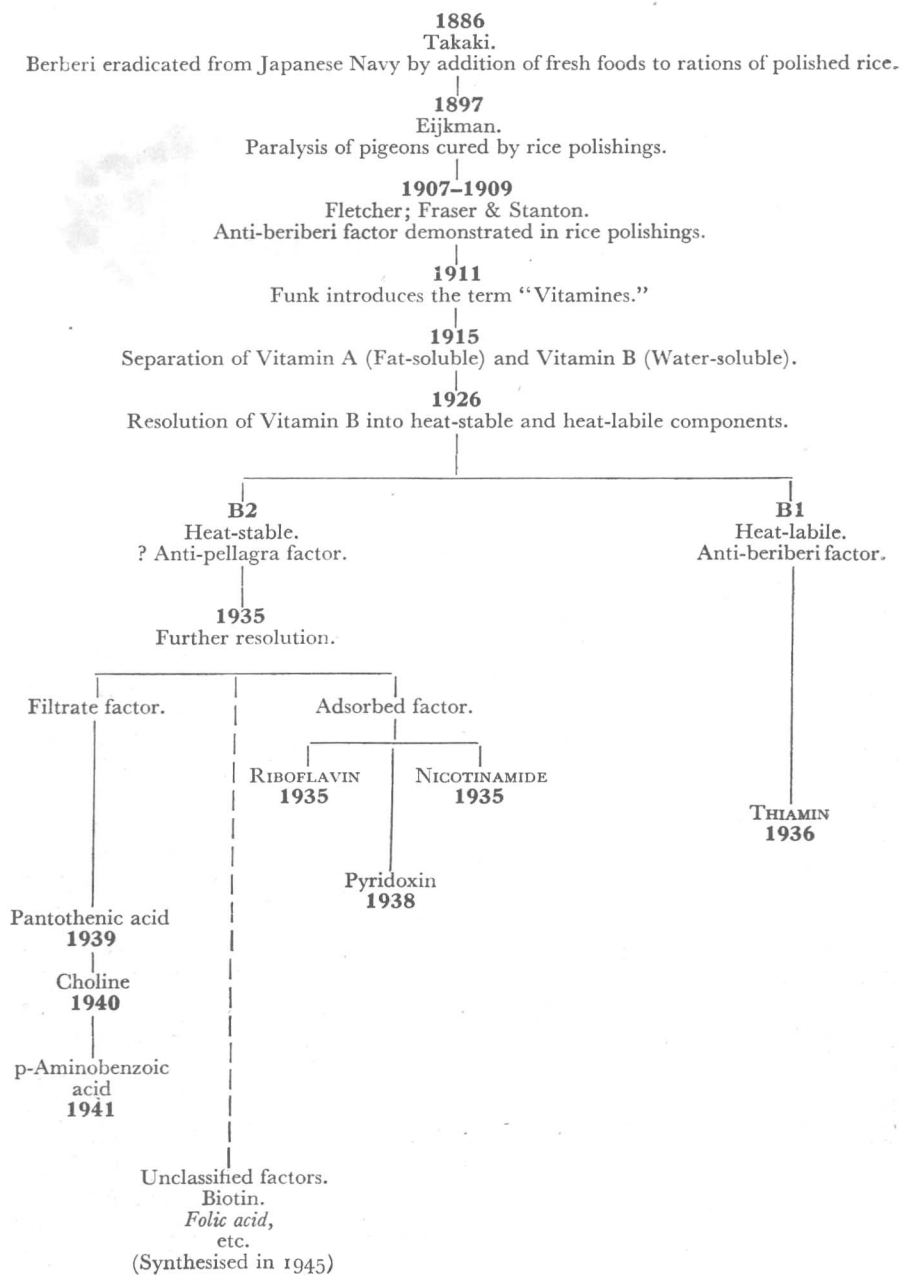 1886
Takaki.
Berberi eradicated from Japanese Navy by addition of fresh foods to rations of polished rice.
1897
Eijkman.
Paralysis of pigeons cured by rice polishings.
1907–1909
Fletcher; Fraser & Stanton.
Anti-beriberi factor demonstrated in rice polishings.
1911
Funk introduces the term “Vitamines.”
1915
Separation of Vitamin A (Fat-soluble) and Vitamin B (Water-soluble).
1926
Resolution of Vitamin B into heat-stable and heat-labile components.
B2
Heat-stable.
? Anti-pellagra factor.
B1
Heat-labile.
Anti-beriberi factor.
1935
Further resolution.
Filtrate factor.
Adsorbed factor.
Riboflavin
1935
Nicotinamide
1935
Thiamin
1936
Pyridoxin
1938
Pantothenic acid
1939
Choline
1940
p-Aminobenzoic
acid
1941
Unclassified factors.
Biotin.
Folic acid,
etc.
(Synthesised in 1945)